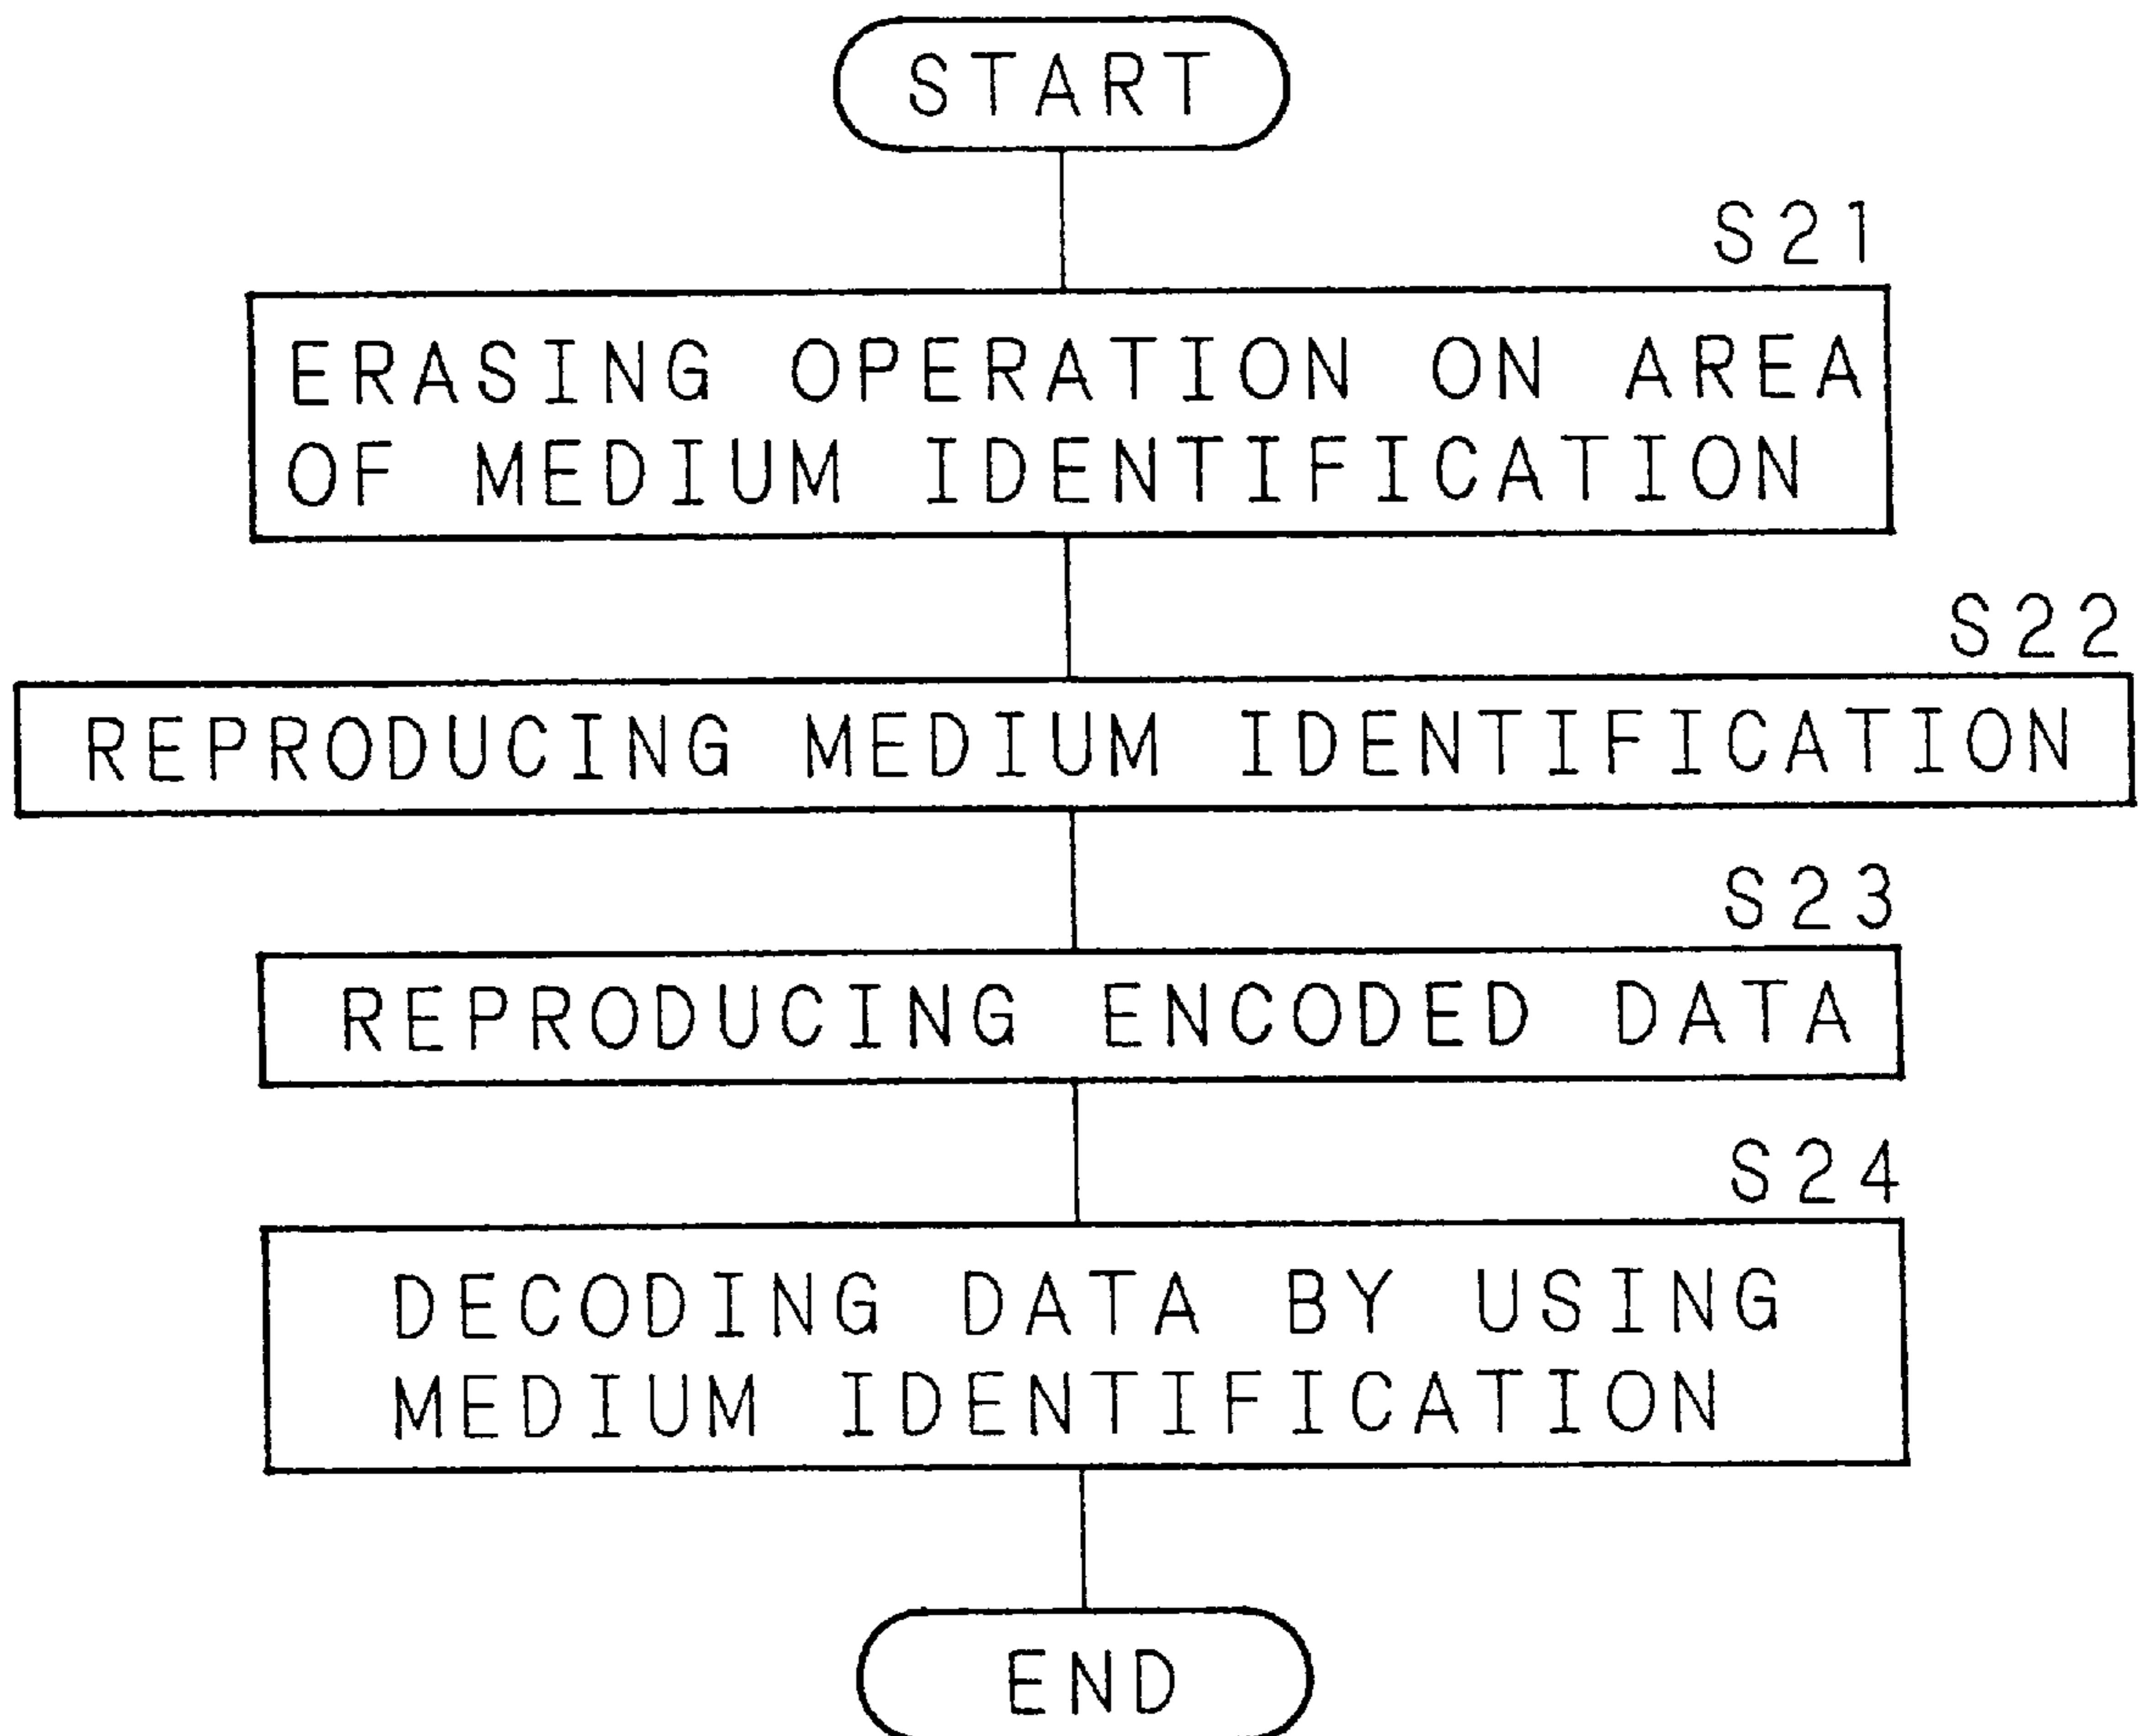 START
S21
ERASING OPERATION ON AREA
OF MEDIUM IDENTIFICATION
S22
REPRODUCING MEDIUM IDENTIFICATION
S23
REPRODUCING ENCODED DATA
S24
DECODING DATA BY USING
MEDIUM IDENTIFICATION
END